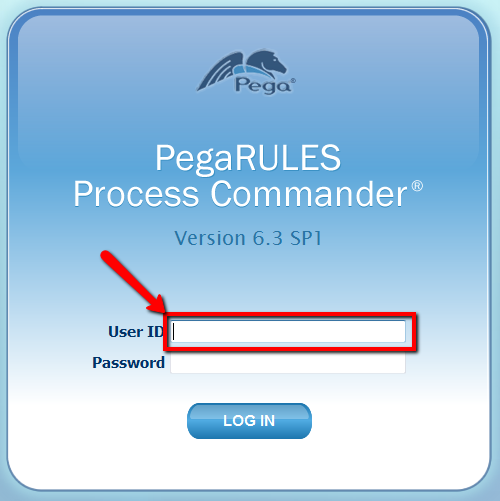 Pega®
PegaRULES
Process Commander®
Version 6.3 SP1
User ID
Password
LOG IN